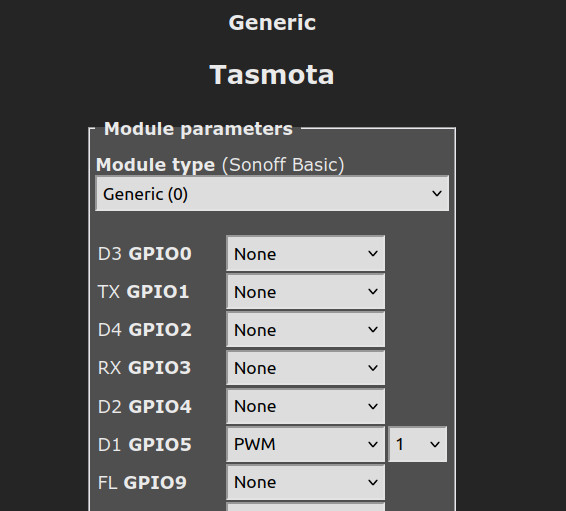 Generic
Tasmota
Module parameters
Module type (Sonoff Basic)
Generic (0)
D3 GPIO0 None
TX GPIO1 None
D4 GPIO2 None
RX GPIO3 None
D2 GPIO4 None
D1 GPIO5 PWM 1
FL GPIO9 None